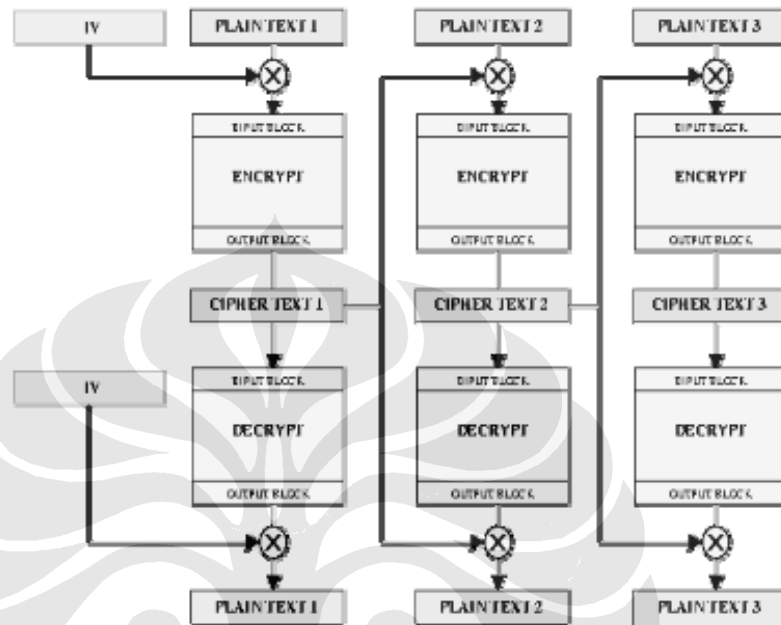 IV PLAINTEXT 1 PLAINTEXT 2 PLAINTEXT 3
INPUT BLOCK INPUT BLOCK INPUT BLOCK
ENCRYPT ENCRYPT ENCRYPT
OUTPUT BLOCK OUTPUT BLOCK OUTPUT BLOCK
CIPHER TEXT 1 CIPHER TEXT 2 CIPHER TEXT 3
INPUT BLOCK INPUT BLOCK INPUT BLOCK
IV
DECRYPT DECRYPT DECRYPT
OUTPUT BLOCK OUTPUT BLOCK OUTPUT BLOCK
PLAINTEXT 1 PLAINTEXT 2 PLAINTEXT 3